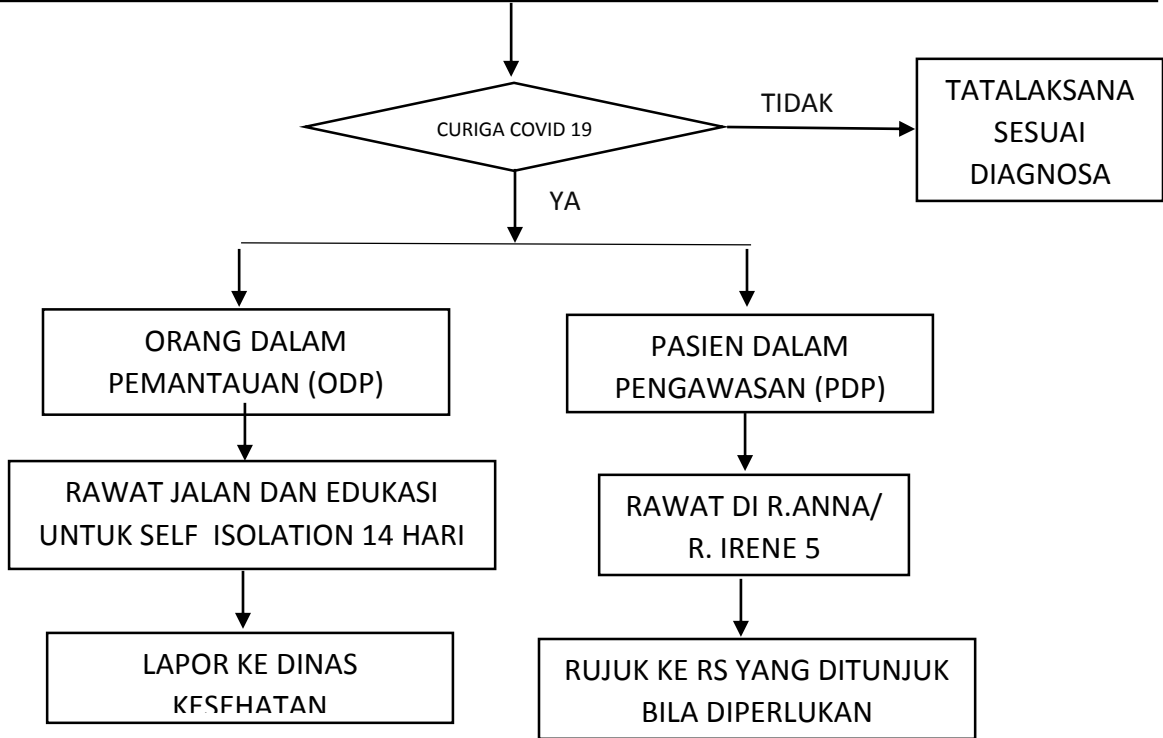 CURIGA COVID 19
TIDAK
TATALAKSANA
SESUAI
DIAGNOSA
YA
ORANG DALAM
PEMANTAUAN (ODP)
PASIEN DALAM
PENGAWASAN (PDP)
RAWAT JALAN DAN EDUKASI
UNTUK SELF ISOLATION 14 HARI
RAWAT DI R.ANNA/
R. IRENE 5
LAPOR KE DINAS
KESEHATAN
RUJUK KE RS YANG DITUNJUK
BILA DIPERLUKAN